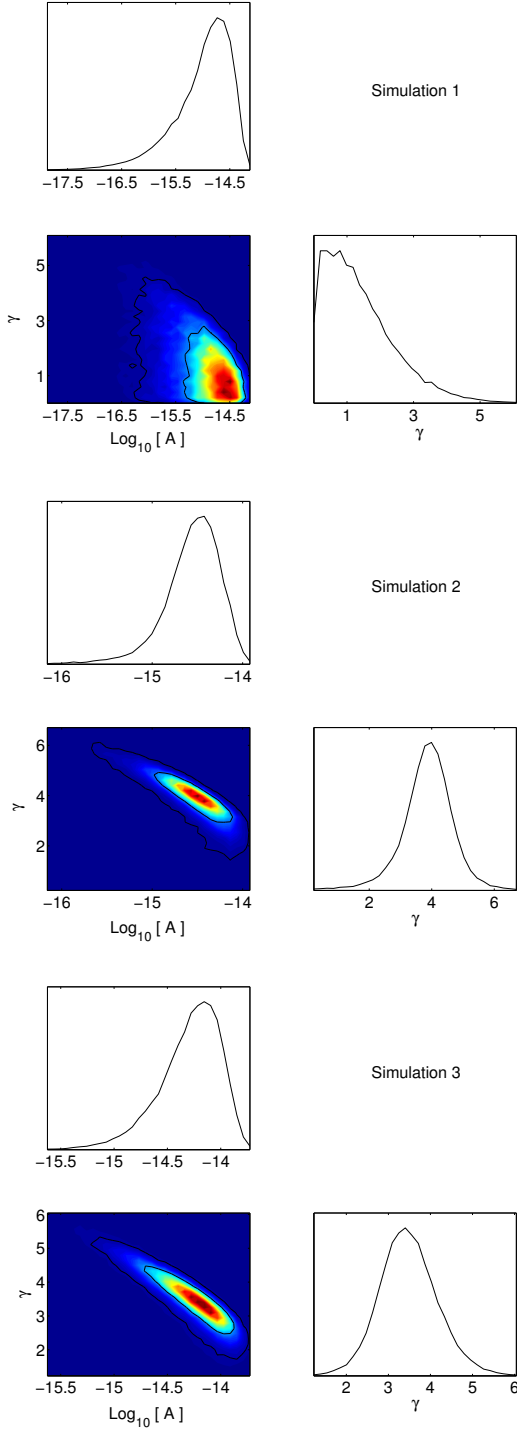 −17.5 −16.5 −15.5 −14.5
Simulation 1
5
3
1
γ
−17.5 −16.5 −15.5 −14.5
Log10 [ A ]
1 3 5
γ
−16 −15 −14
Simulation 2
6
4
2
γ
−16 −15 −14
Log10 [ A ]
2 4 6
γ
−15.5 −15 −14.5 −14
Simulation 3
6
5
4
3
2
γ
−15.5 −15 −14.5 −14
Log10 [ A ]
2 3 4 5 6
γ